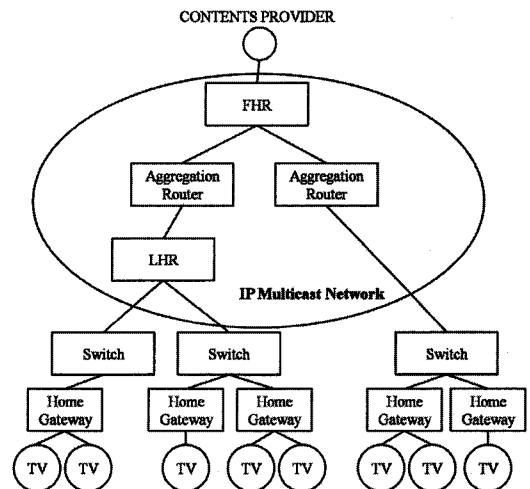 CONTENTS PROVIDER
FHR
Aggregation
Router
Aggregation
Router
LHR
IP Multicast Network
Switch
Switch
Switch
Home
Gateway
Home
Gateway
Home
Gateway
Home
Gateway
Home
Gateway
TV
TV
TV
TV
TV
TV
TV
TV